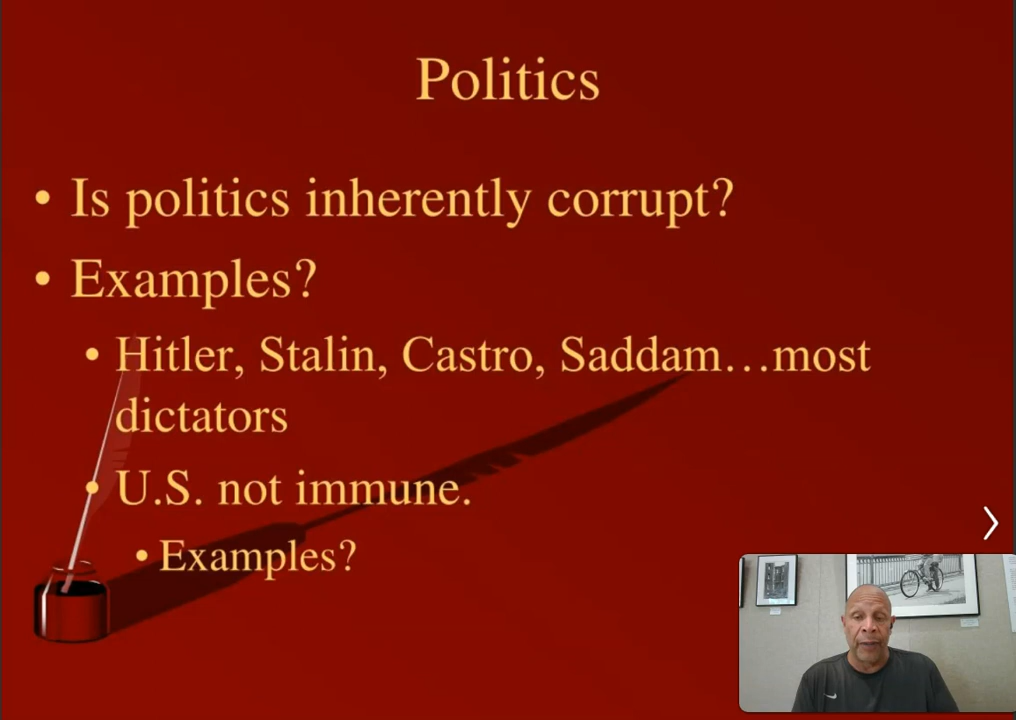 Politics
• Is politics inherently corrupt?
• Examples?
• Hitler, Stalin, Castro, Saddam…most
dictators
• U.S. not immune.
• Examples?